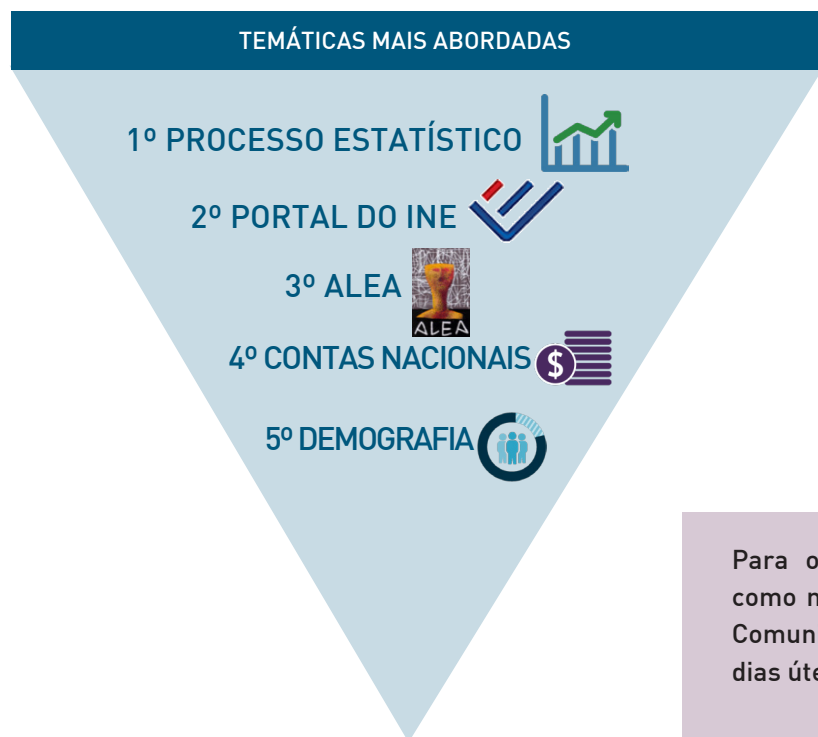 TEMÁTICAS MAIS ABORDADAS
1º PROCESSO ESTATÍSTICO
2º PORTAL DO INE
3º ALEA
ALEA
4º CONTAS NACIONAIS
$
5º DEMOGRAFIA
Para o
como
Comun
dias úte